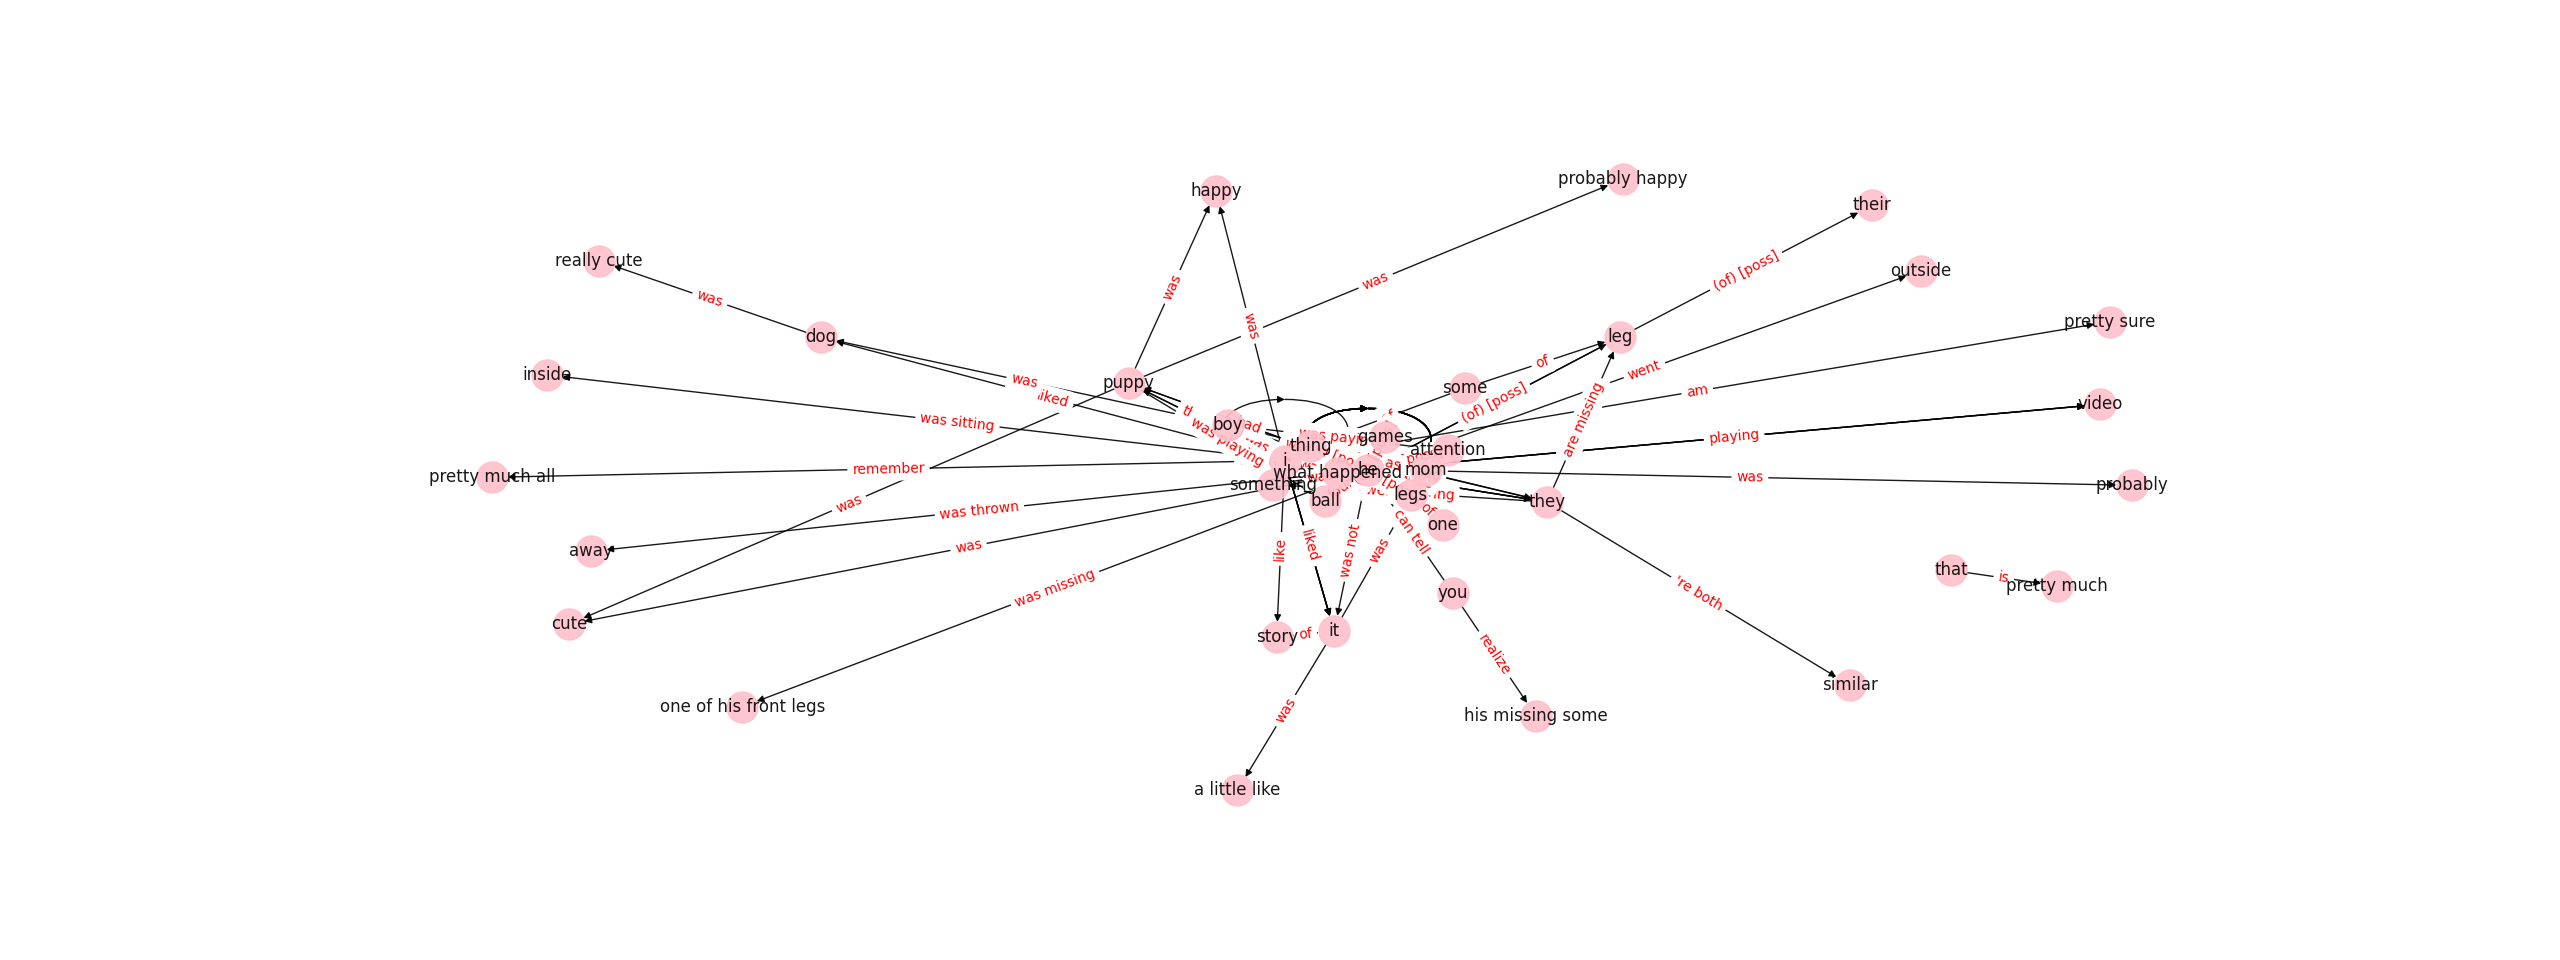 probably happy
happy
their
really cute
outside
(of) [poss]
was
was
pretty sure
was
was
dog
leg
of
went
inside
was
puppy
some
am
liked
(of) [poss]
video
are missing
boy
was sitting
games
playing
was playing
thing
attention
remember
i
what happened
he
mom
pretty much all
was
probably
something
legs
ball
they
was
was thrown
of
one
can tell
away
was
liked
like
was not
was
that
is
pretty much
was missing
you
're both
cute
story
of
it
realize
similar
one of his front legs
was
his missing some
a little like